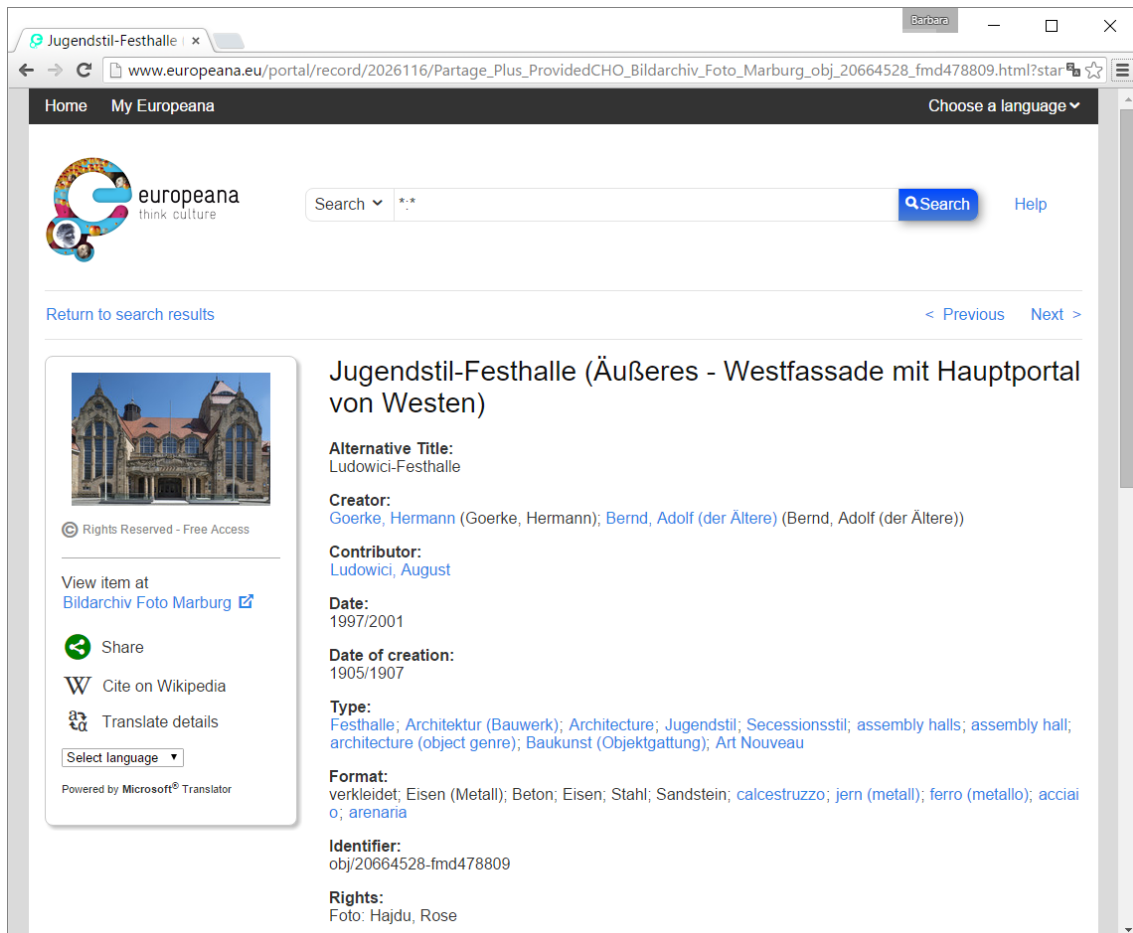 Barbara
Jugendstil-Festhalle
www.europeana.eu/portal/record/2026116/Partage_Plus_ProvidedCHO_Bildarchiv_Foto_Marburg_obj_20664528_fmd478809.html?star
Home My Europeana Choose a language
europeana
think culture
Search *:* Search Help
Return to search results < Previous Next >
Jugendstil-Festhalle (Äußeres - Westfassade mit Hauptportal
von Westen)
Alternative Title:
Ludowici-Festhalle
Creator:
Goerke, Hermann (Goerke, Hermann); Bernd, Adolf (der Ältere) (Bernd, Adolf (der Ältere))
Contributor:
Ludowici, August
Date:
1997/2001
Date of creation:
1905/1907
Type:
Festhalle; Architektur (Bauwerk); Architecture; Jugendstil; Secessionsstil; assembly halls; assembly hall;
architecture (object genre); Baukunst (Objektgattung); Art Nouveau
Format:
verkleidet; Eisen (Metall); Beton; Eisen; Stahl; Sandstein; calcestruzzo; jern (metall); ferro (metallo); acciai
o; arenaria
Identifier:
obj/20664528-fmd478809
Rights:
Foto: Hajdu, Rose
© Rights Reserved - Free Access
View item at
Bildarchiv Foto Marburg
Share
W Cite on Wikipedia
Translate details
Select language
Powered by Microsoft® Translator